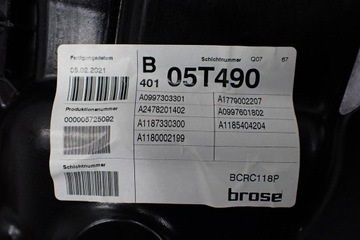 Fertigungsdatum
05.02.2021
Schichtnummer Q07 67
B 401 05T490
Produktionsnummer
000005725092
Schichtnummer
A0997303301 A1779002207
A2478201402 A0997601802
A1187330300 A1185404204
A1180002199
BCRC118P
brose